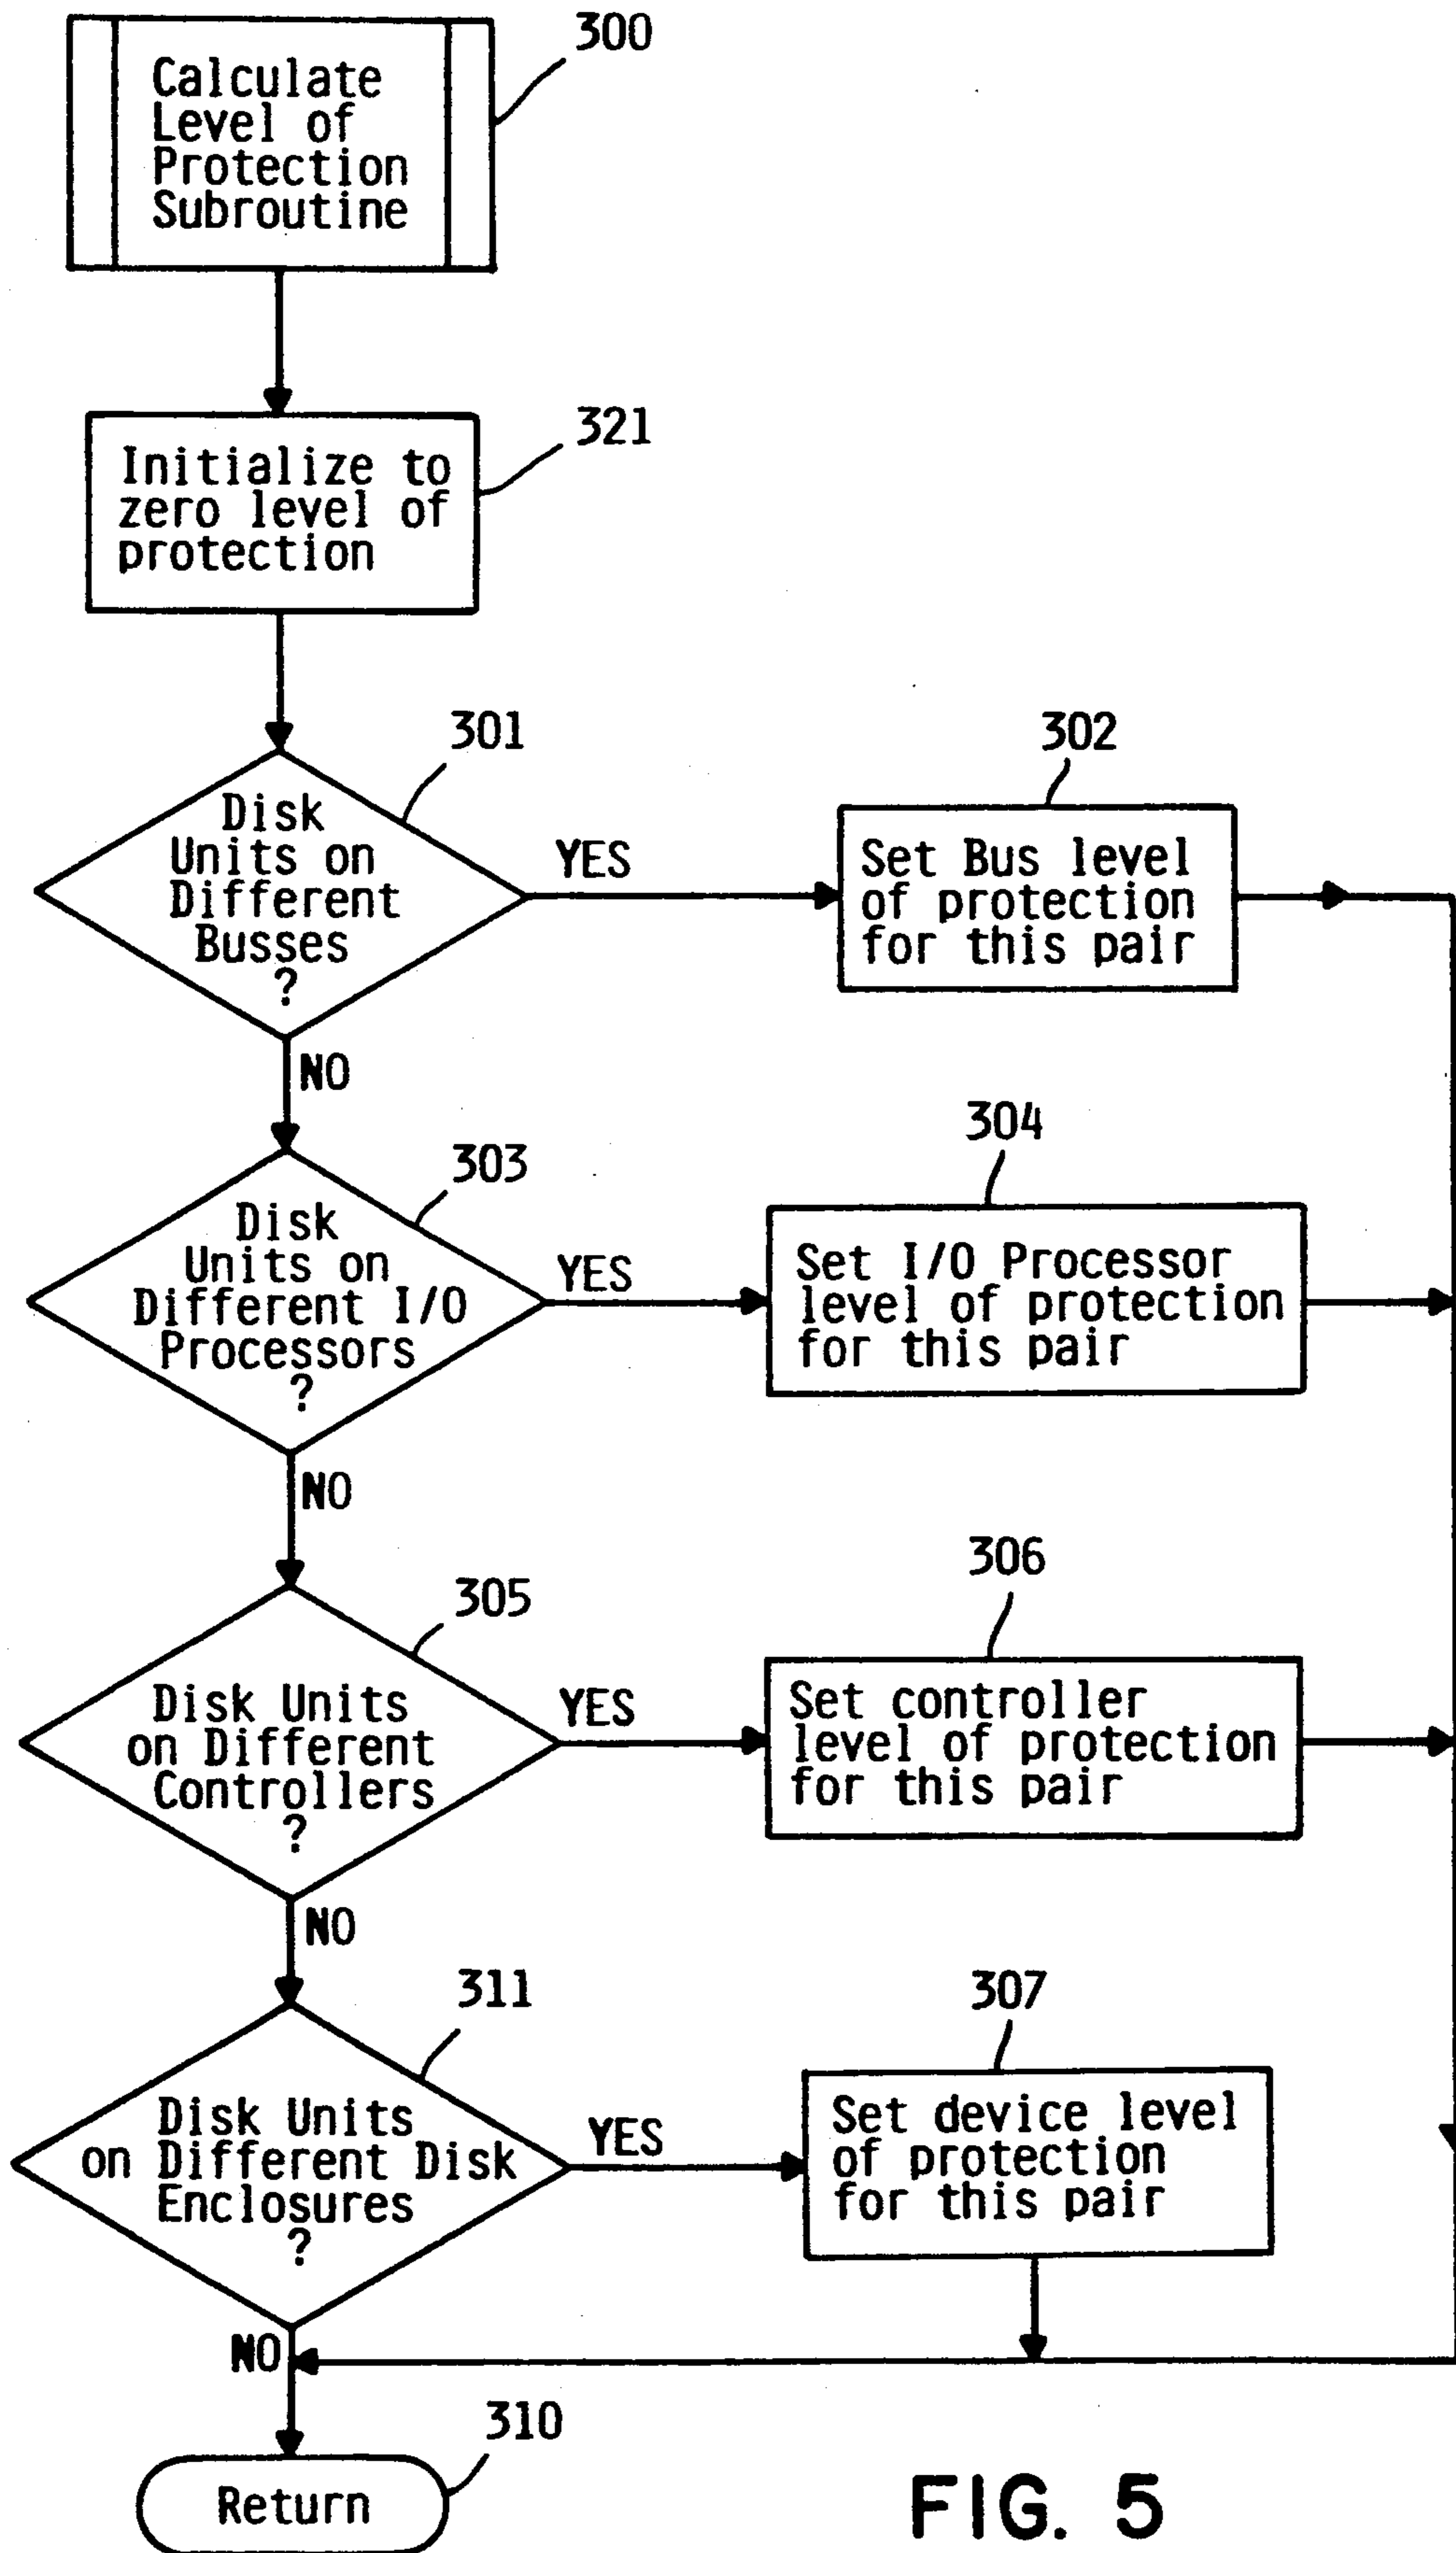 300
Calculate
Level of
Protection
Subroutine
321
Initialize to
zero level of
protection
301
Disk
Units on
Different
Busses
?
YES
302
Set Bus level
of protection
for this pair
NO
303
Disk
Units on
Different I/O
Processors
?
YES
304
Set I/O Processor
level of protection
for this pair
NO
305
Disk Units
on Different
Controllers
?
YES
306
Set controller
level of protection
for this pair
NO
311
Disk Units
on Different Disk
Enclosures
?
YES
307
Set device level
of protection
for this pair
NO
310
Return
FIG. 5